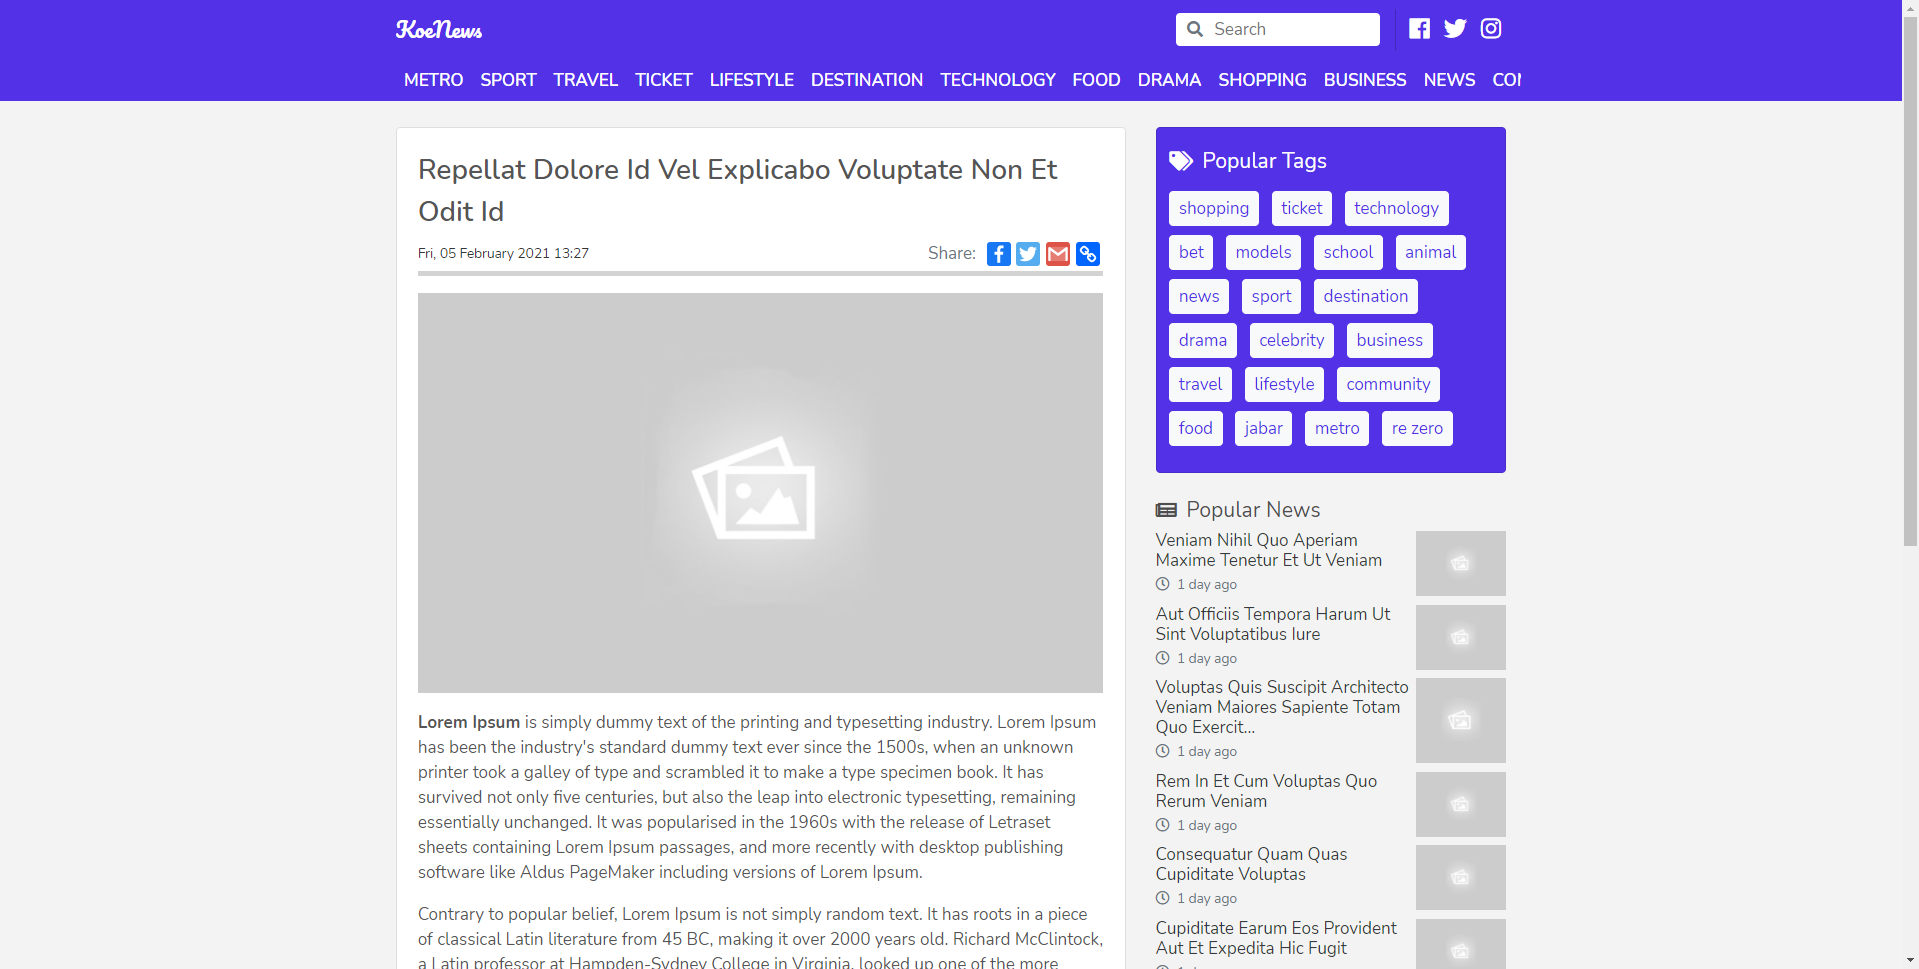 KoeNews
Search
METRO SPORT TRAVEL TICKET LIFESTYLE DESTINATION TECHNOLOGY FOOD DRAMA SHOPPING BUSINESS NEWS
Repellat Dolore Id Vel Explicabo Voluptate Non Et
Odit Id
Fri, 05 February 2021 13:27
Share:
Lorem Ipsum is simply dummy text of the printing and typesetting industry. Lorem Ipsum
has been the industry's standard dummy text ever since the 1500s, when an unknown
printer took a galley of type and scrambled it to make a type specimen book. It has
survived not only five centuries, but also the leap into electronic typesetting, remaining
essentially unchanged. It was popularised in the 1960s with the release of Letraset
sheets containing Lorem Ipsum passages, and more recently with desktop publishing
software like Aldus PageMaker including versions of Lorem Ipsum.
Contrary to popular belief, Lorem Ipsum is not simply random text. It has roots in a piece
of classical Latin literature from 45 BC, making it over 2000 years old. Richard McClintock,
a Latin professor at Hampden-Sydney College in Virginia, looked up one of the more
Popular Tags
shopping ticket technology
bet models school animal
news sport destination
drama celebrity business
travel lifestyle community
food jabar metro re zero
Popular News
Veniam Nihil Quo Aperiam
Maxime Tenetur Et Ut Veniam
1 day ago
Aut Officiis Tempora Harum Ut
Sint Voluptatibus Iure
1 day ago
Voluptas Quis Suscipit Architecto
Veniam Maiores Sapiente Totam
Quo Exercit...
1 day ago
Rem In Et Cum Voluptas Quo
Rerum Veniam
1 day ago
Consequatur Quam Quas
Cupiditate Voluptas
1 day ago
Cupiditate Earum Eos Provident
Aut Et Expedita Hic Fugit